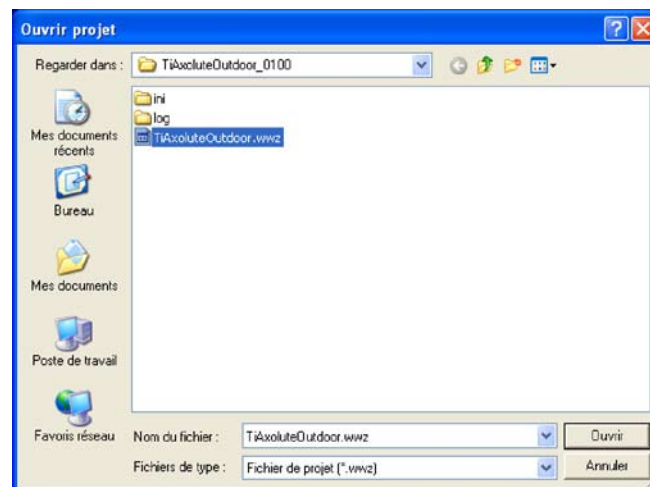 Ouvrir projet
Regarder dans : TiAxoluteOutdoor_0100
ini
log
TiAxoluteOutdoor.wwz
Mes documents
récents
Bureau
Mes documents
Poste de travail
Favoris réseau
Nom du fichier : TiAxoluteOutdoor.wwz Ouvrir
Fichiers de type : Fichier de projet (*.wwz) Annuler